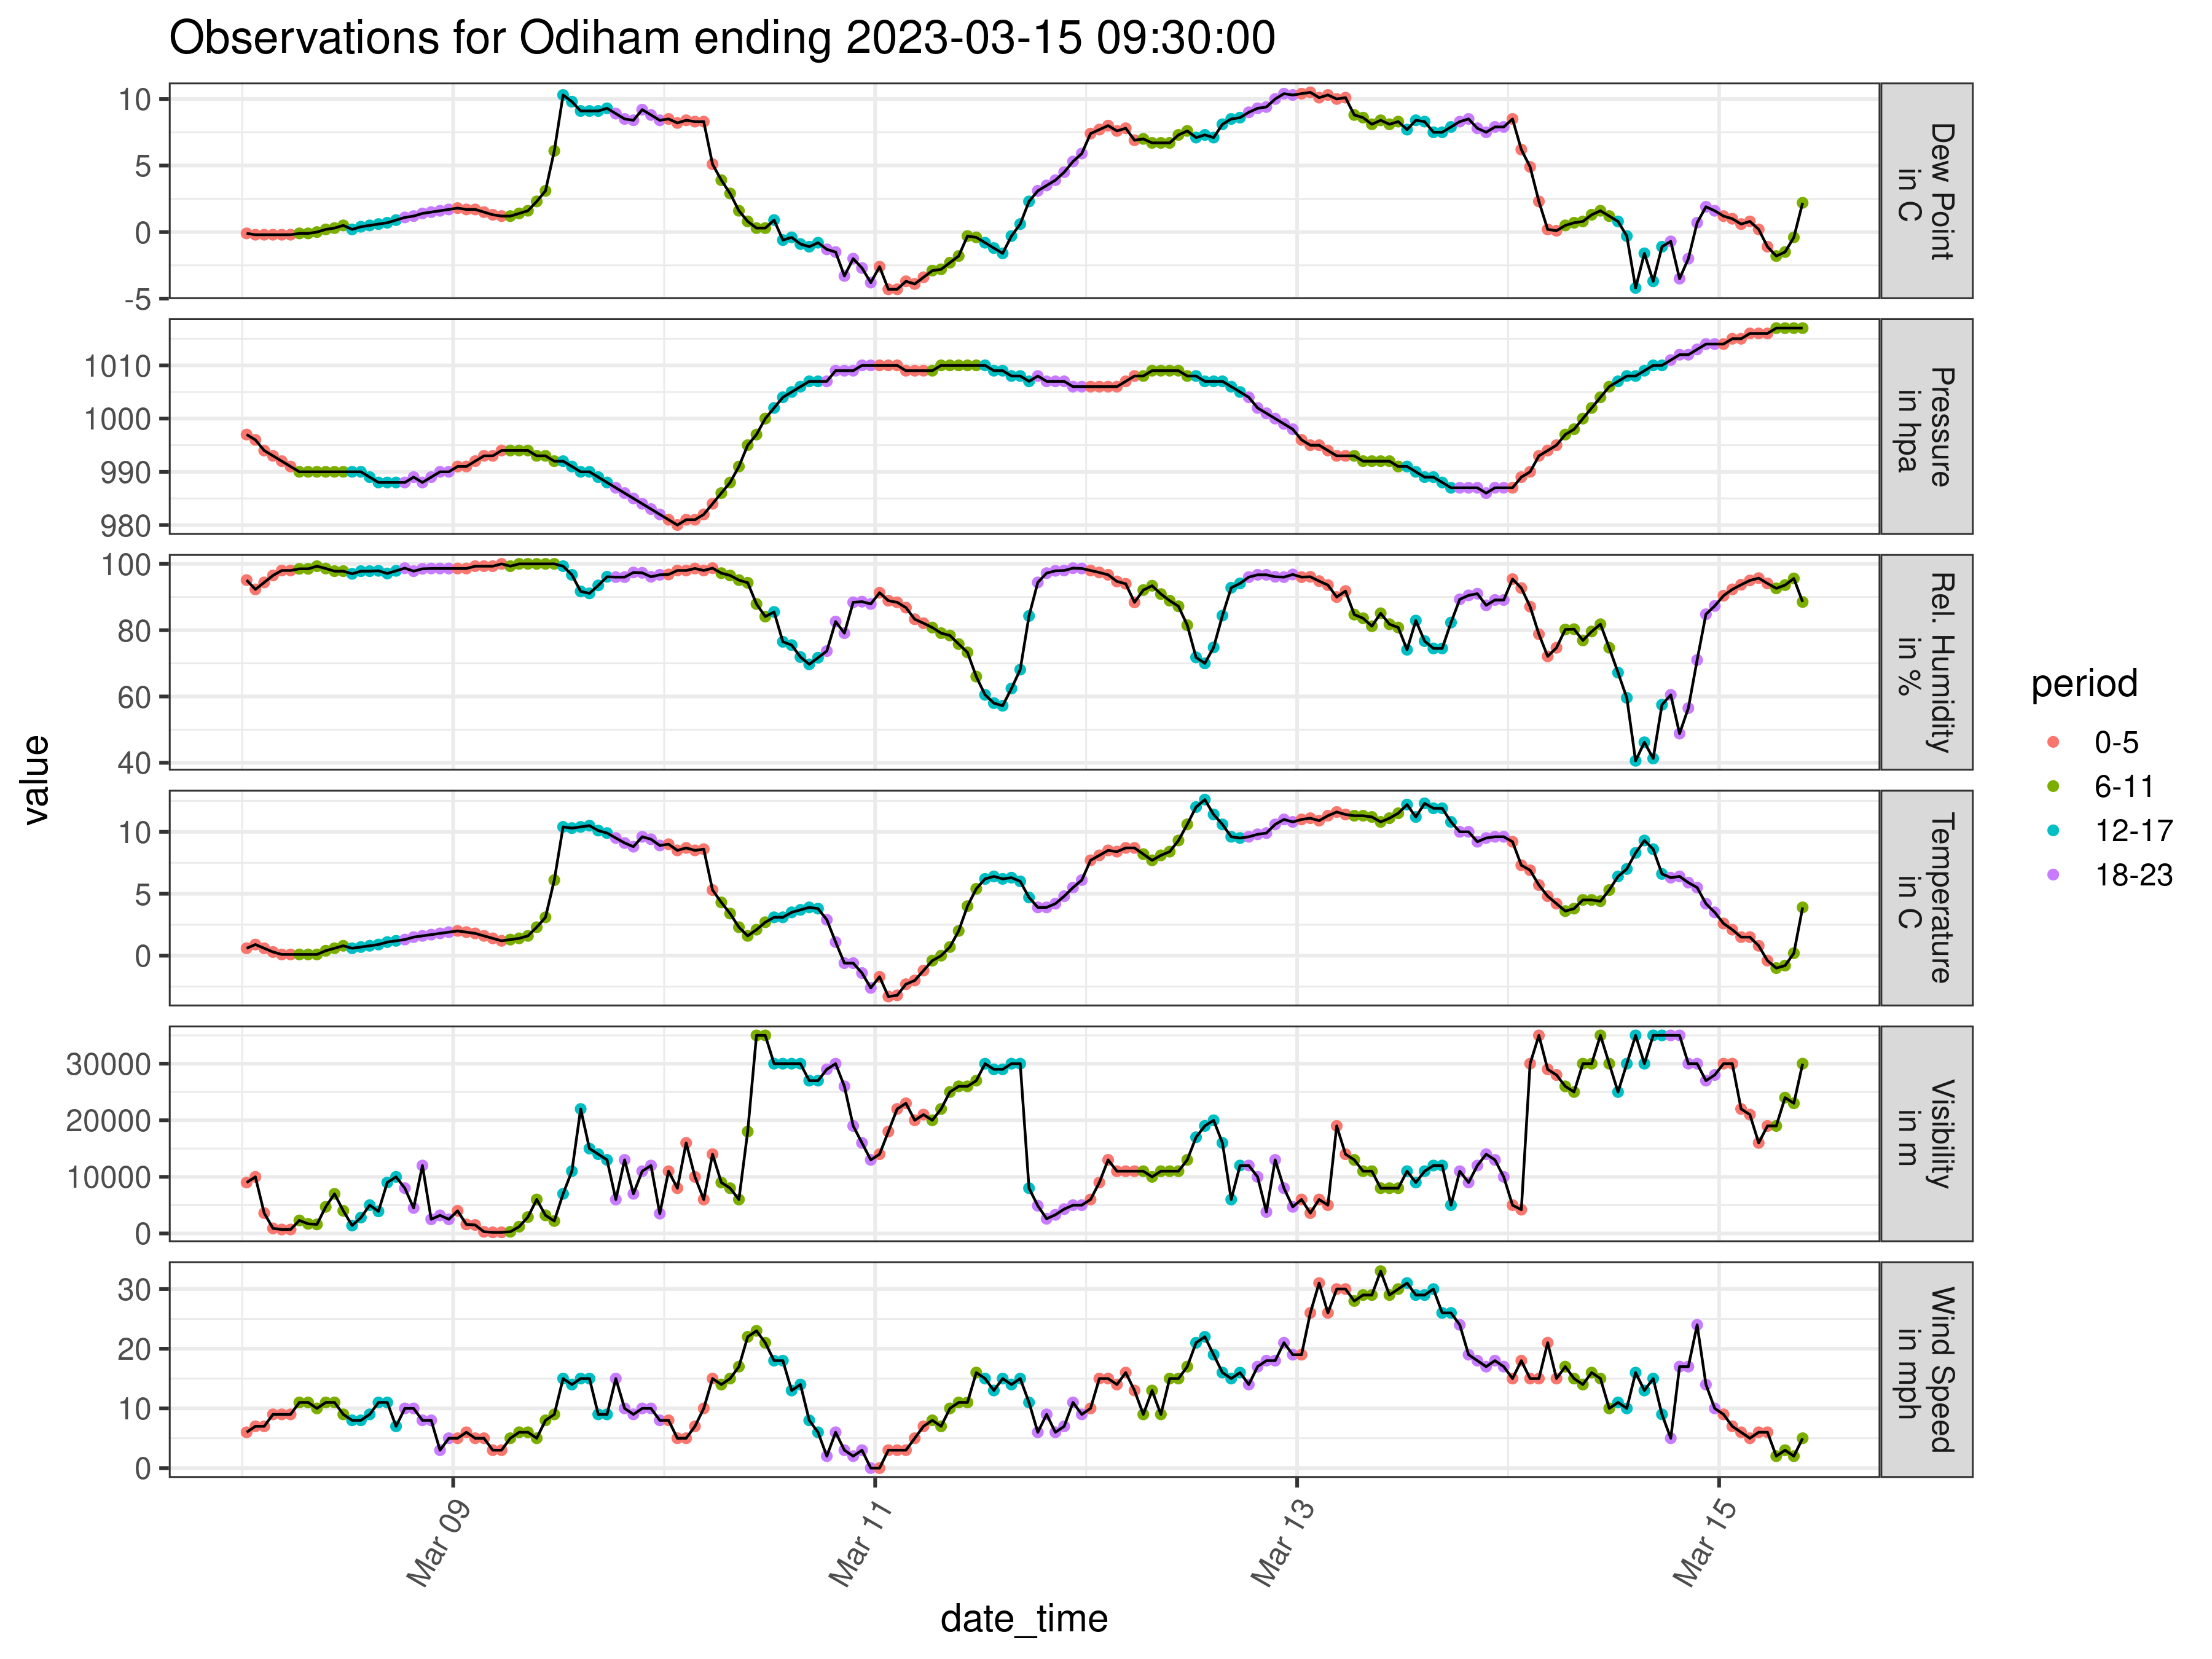 Observations for Odiham ending 2023-03-15 09:30:00
10
5
0
-5
Dew Point
in C
1010
1000
990
980
Pressure
in hpa
100
80
60
40
Rel. Humidity
in %
10
5
0
Temperature
in C
30000
20000
10000
0
Visibility
in m
30
20
10
0
Wind Speed
in mph
Mar 09
Mar 11
Mar 13
Mar 15
date_time
value
period
0-5
6-11
12-17
18-23